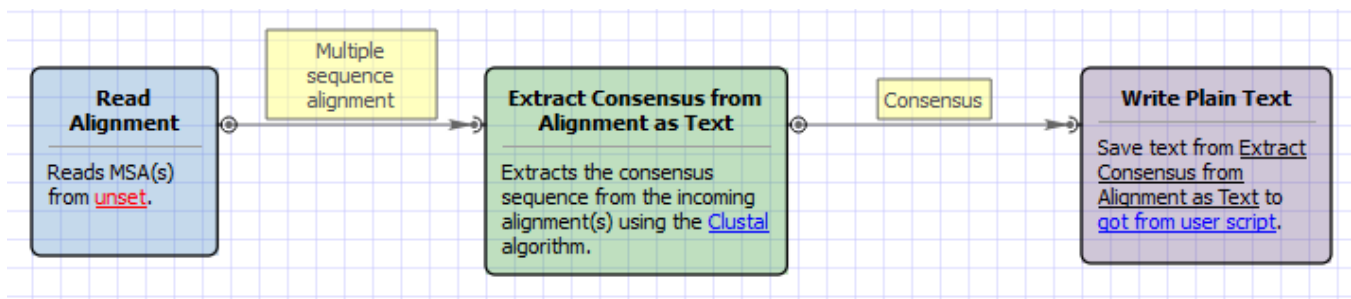 Read
Alignment
Reads MSA(s)
from unset.
Multiple
sequence
alignment
Extract Consensus from
Alignment as Text
Extracts the consensus
sequence from the incoming
alignment(s) using the Clustal
algorithm.
Consensus
Write Plain Text
Save text from Extract
Consensus from
Alignment as Text to
got from user script.